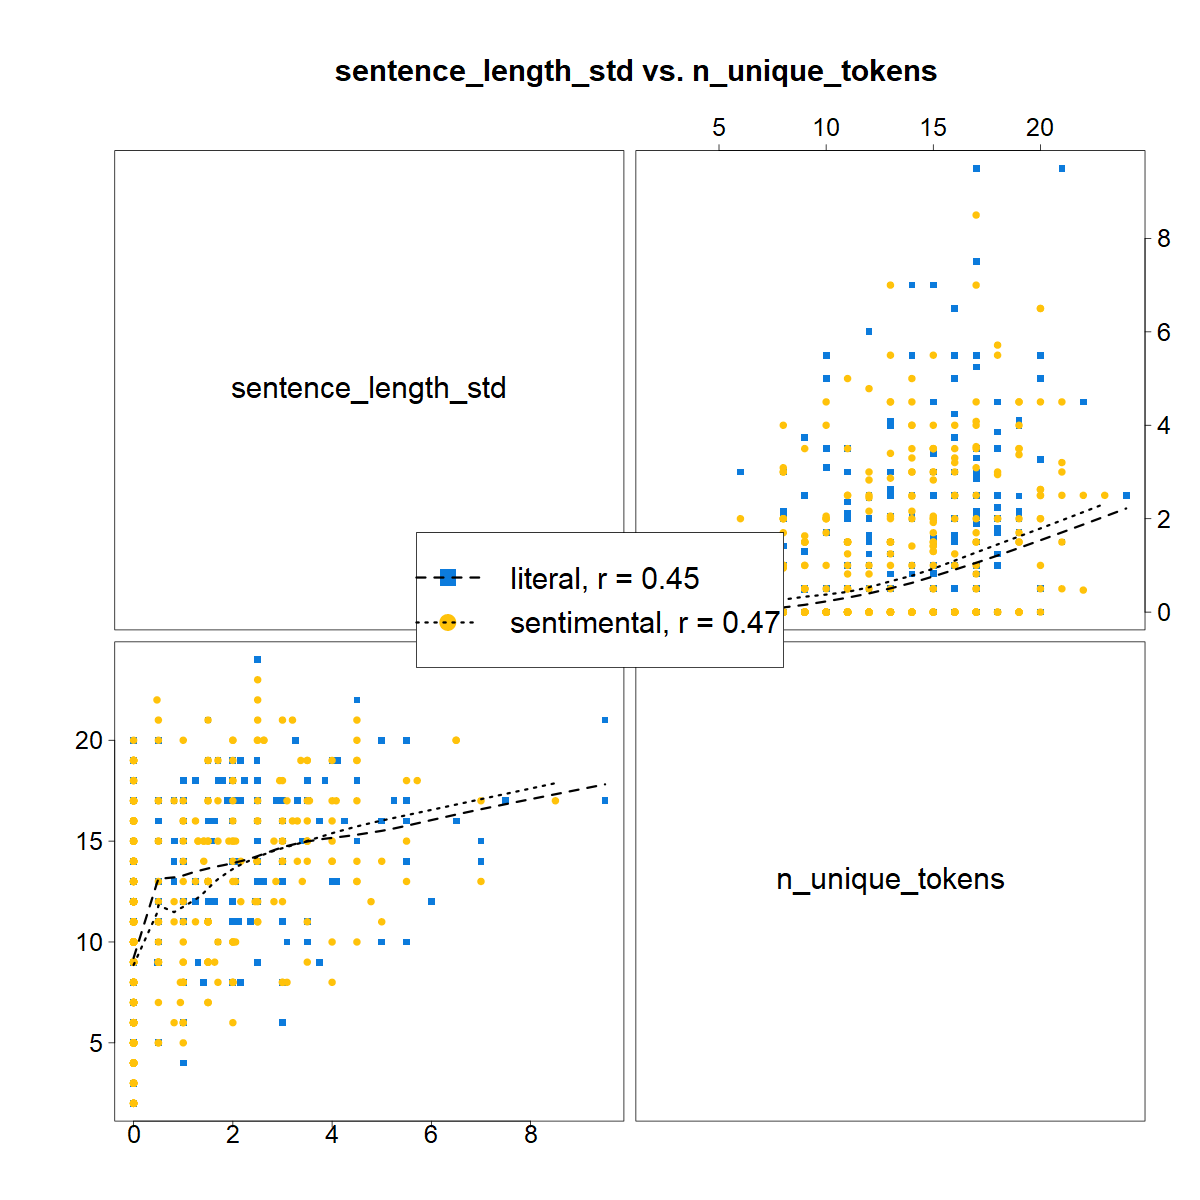 sentence_length_std vs. n_unique_tokens
5 10 15 20
8
6
4
2
0
sentence_length_std
literal, r = 0.45
sentimental, r = 0.47
20
15
10
5
n_unique_tokens
0 2 4 6 8